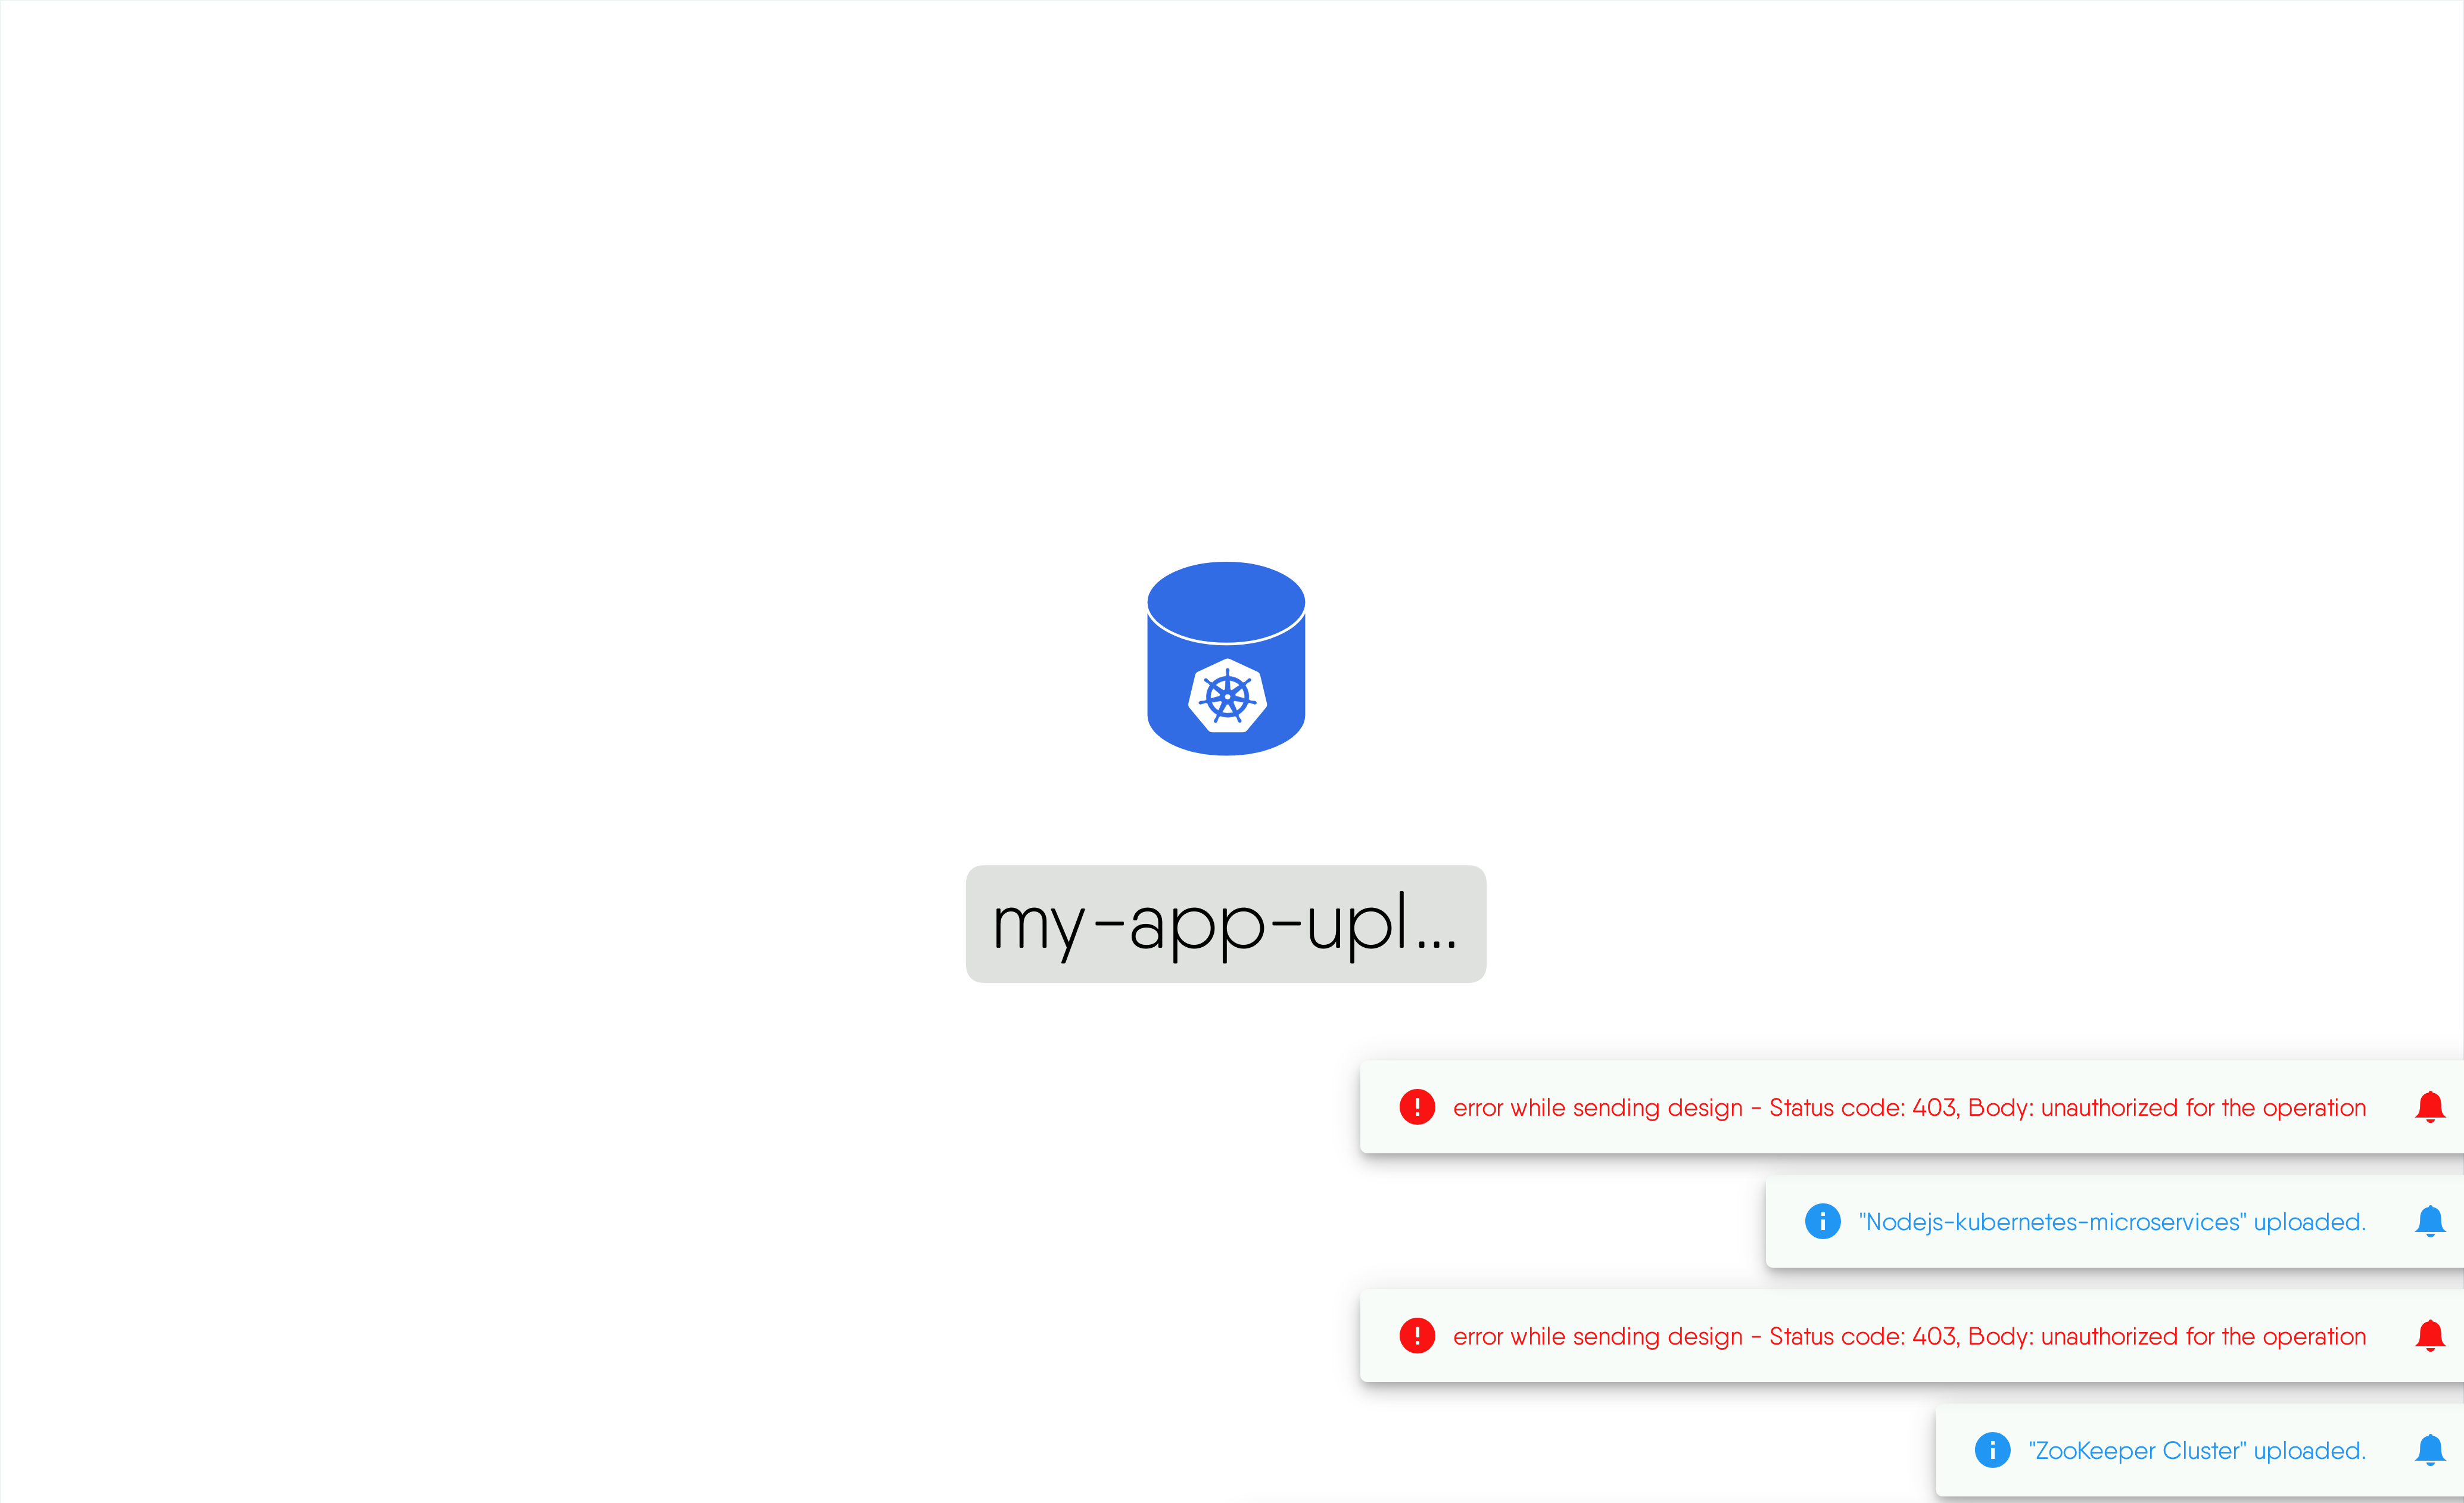 my-app-upl...
error while sending design - Status code: 403, Body: unauthorized for the operation
"Nodejs-kubernetes-microservices" uploaded.
error while sending design - Status code: 403, Body: unauthorized for the operation
"ZooKeeper Cluster" uploaded.